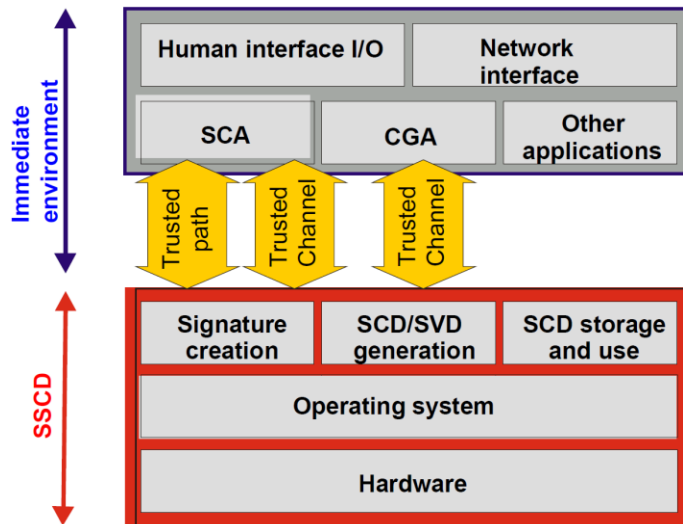 Immediate
environment
Human interface I/O
Network
interface
SCA
CGA
Other
applications
Trusted
path
Trusted
Channel
Trusted
Channel
SSCD
Signature
creation
SCD/SVD
generation
SCD storage
and use
Operating system
Hardware